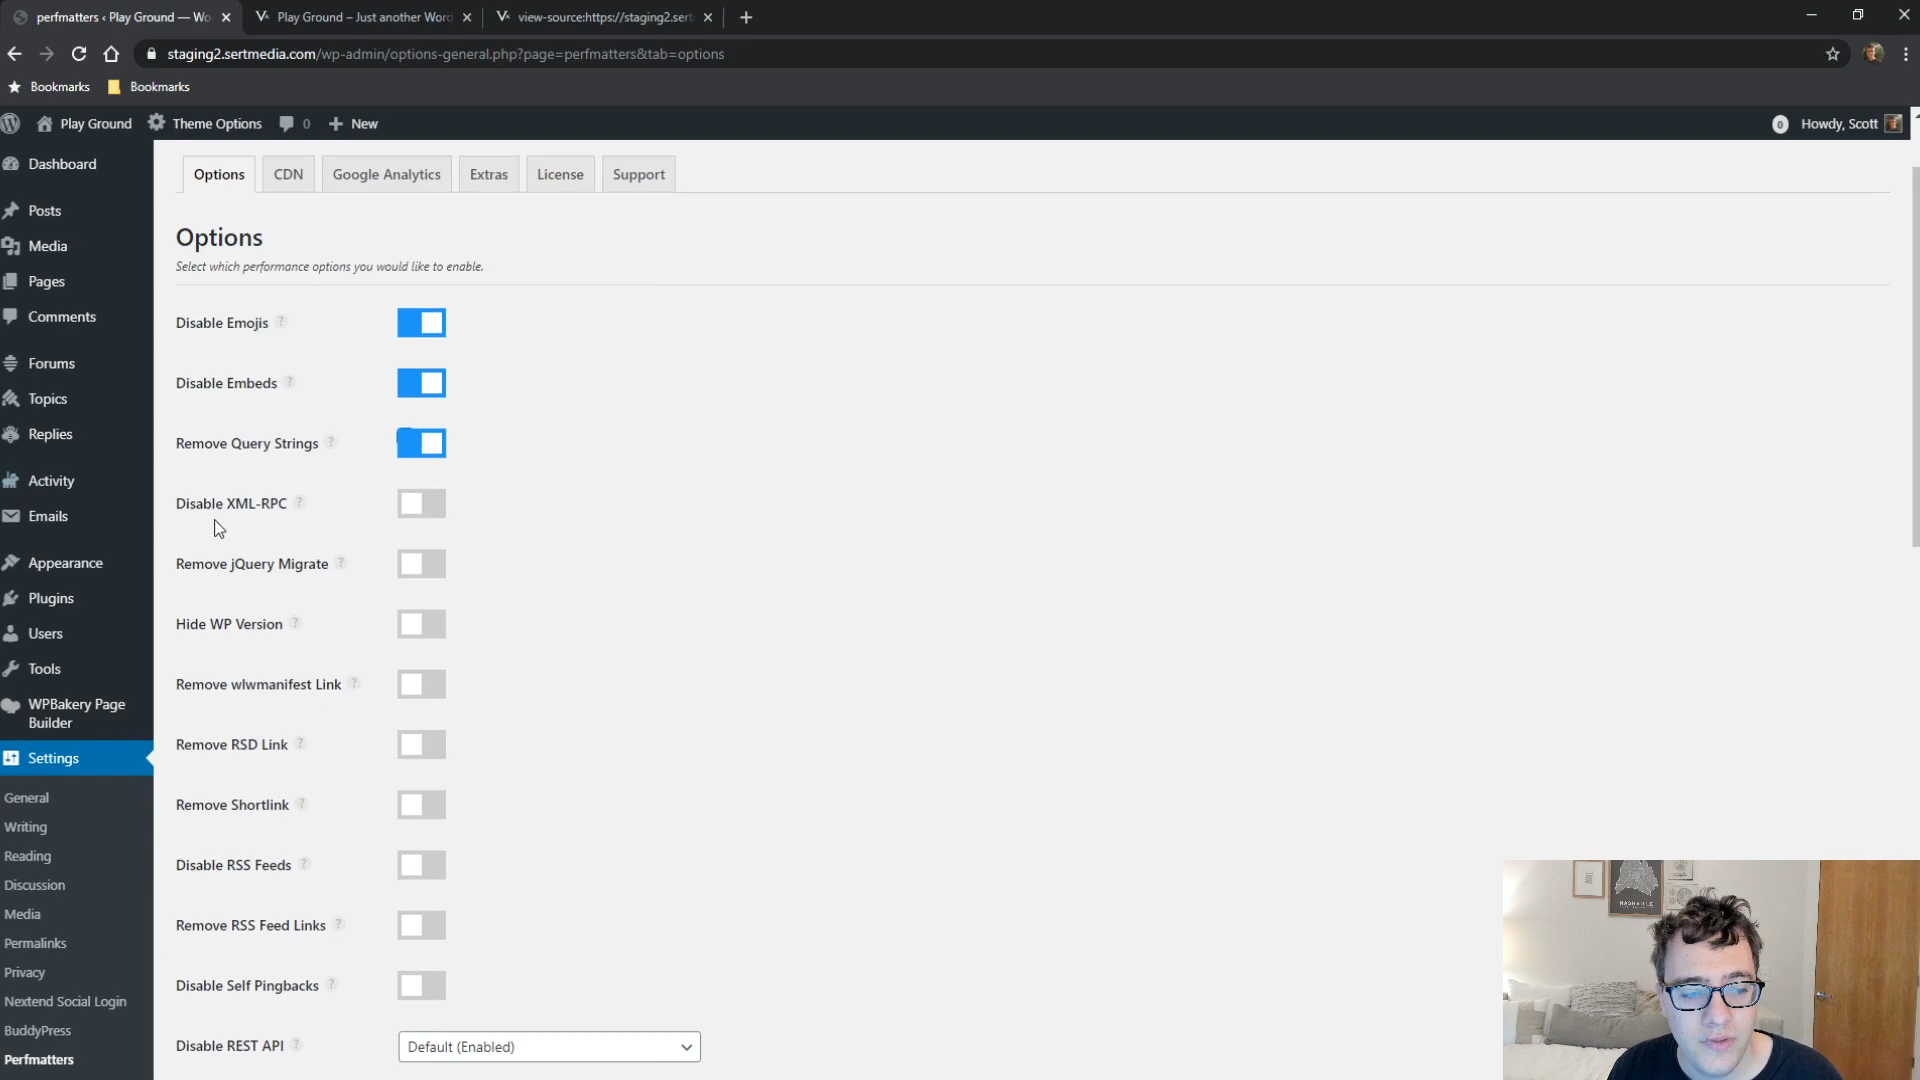 perfmatters ‹ Play Ground — Wo
Play Ground – Just another Word
view-source:https://staging2.sert
staging2.sertmedia.com/wp-admin/options-general.php?page=perfmatters&tab=options
Bookmarks
Bookmarks
Play Ground
Theme Options
0
New
0
Howdy, Scott
Dashboard
Posts
Media
Pages
Comments
Forums
Topics
Replies
Activity
Emails
Appearance
Plugins
Users
Tools
WPBakery Page
Builder
Settings
General
Writing
Reading
Discussion
Media
Permalinks
Privacy
Nextend Social Login
BuddyPress
Perfmatters
Options
CDN
Google Analytics
Extras
License
Support
Options
Select which performance options you would like to enable.
Disable Emojis ?
Disable Embeds ?
Remove Query Strings ?
Disable XML-RPC ?
Remove jQuery Migrate ?
Hide WP Version ?
Remove wlwmanifest Link ?
Remove RSD Link ?
Remove Shortlink ?
Disable RSS Feeds ?
Remove RSS Feed Links ?
Disable Self Pingbacks ?
Disable REST API ?
Default (Enabled)
NASHVILLE